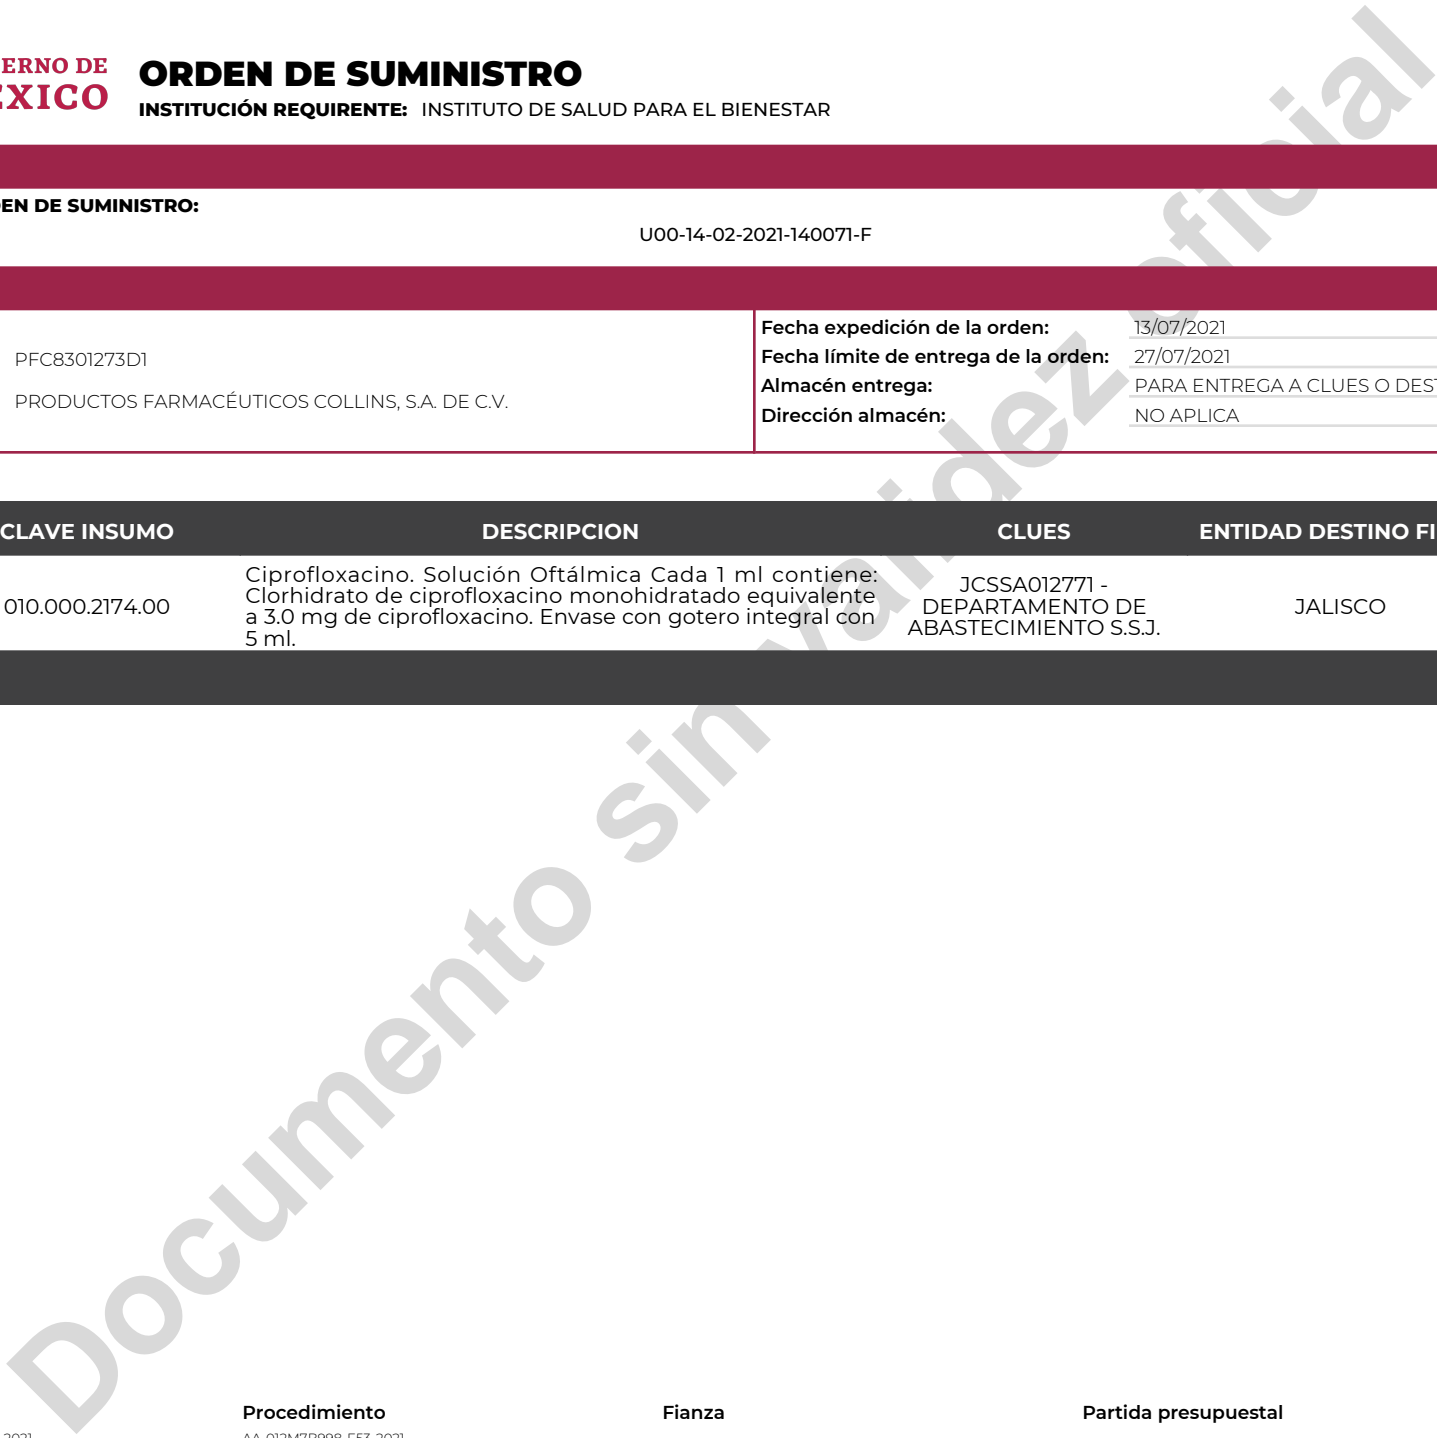 ERNO DE
ÉXICO
ORDEN DE SUMINISTRO
INSTITUCIÓN REQUIRENTE: INSTITUTO DE SALUD PARA EL BIENESTAR
EN DE SUMINISTRO:
U00-14-02-2021-140071-F
PFC8301273D1
PRODUCTOS FARMACÉUTICOS COLLINS, S.A. DE C.V.
Fecha expedición de la orden: 13/07/2021
Fecha límite de entrega de la orden: 27/07/2021
Almacén entrega: PARA ENTREGA A CLUES O DEST
Dirección almacén: NO APLICA
CLAVE INSUMO DESCRIPCION CLUES ENTIDAD DESTINO FI
010.000.2174.00
Ciprofloxacino. Solución Oftálmica Cada 1 ml contiene:
Clorhidrato de ciprofloxacino monohidratado equivalente
a 3.0 mg de ciprofloxacino. Envase con gotero integral con
5 ml.
JCSSA012771 -
DEPARTAMENTO DE
ABASTECIMIENTO S.S.J.
JALISCO
Documento sin validez oficial
Procedimiento Fianza Partida presupuestal